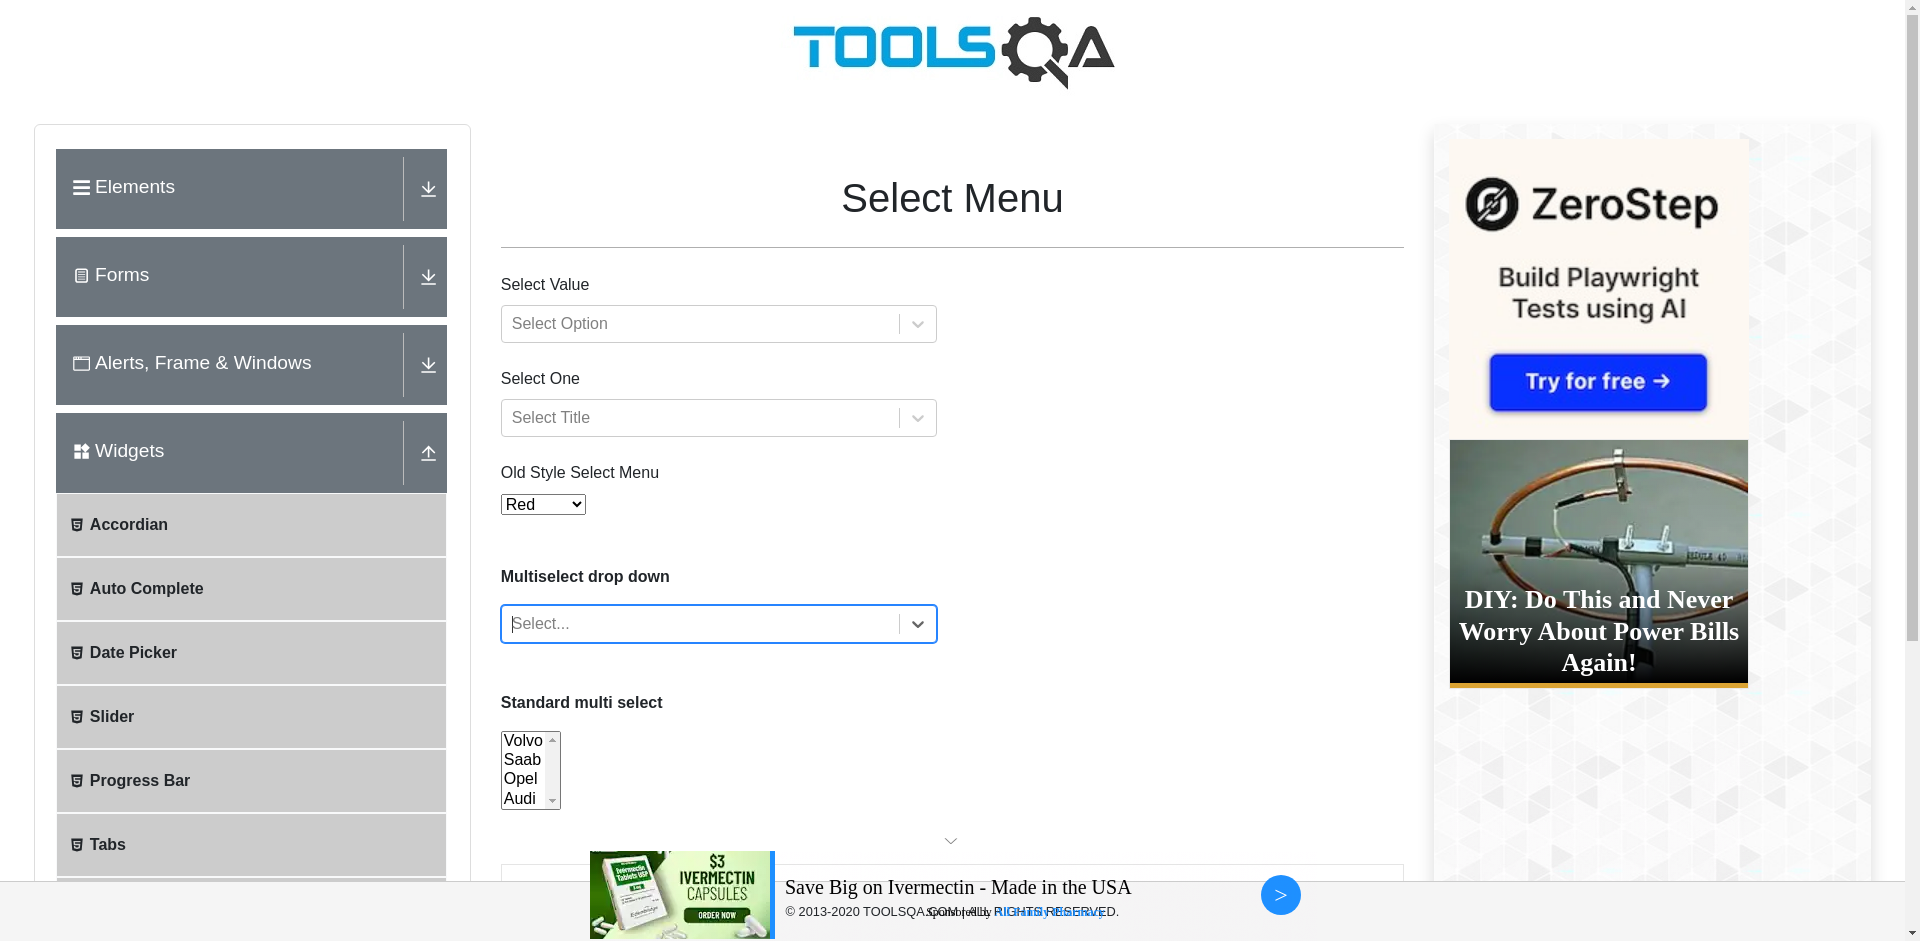 TOOLSQA
Elements
Forms
Alerts, Frame & Windows
Widgets
Accordian
Auto Complete
Date Picker
Slider
Progress Bar
Tabs
Select Menu
Select Value
Select Option
Select One
Select Title
Old Style Select Menu
Red
Multiselect drop down
Select...
Standard multi select
Volvo
Saab
Opel
Audi
ZeroStep
Build Playwright
Tests using AI
Try for free →
DIY: Do This and Never
Worry About Power Bills
Again!
$3
IVERMECTIN
CAPSULES
ORDER NOW
Ivermectin
Tablets USP
Save Big on Ivermectin - Made in the USA
© 2013-2020 TOOLSQA.COM | ALL RIGHTS RESERVED.
>